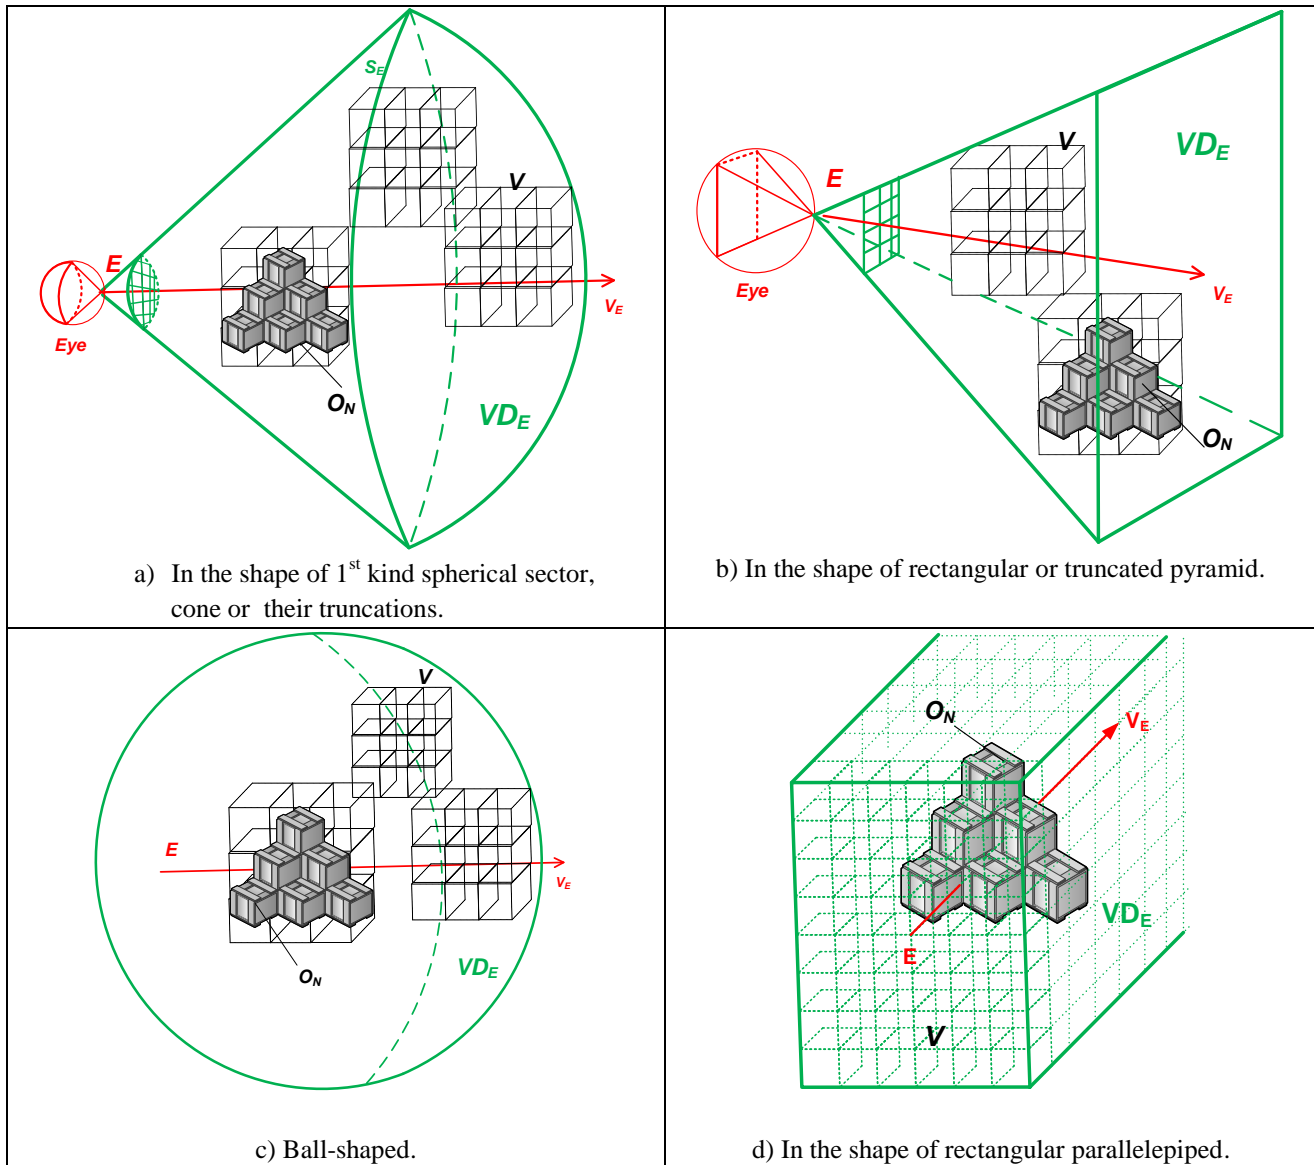 S_E
V
E
V_E
Eye
O_N
VD_E
a) In the shape of 1st kind spherical sector,
cone or their truncations.
V
VD_E
E
Eye
V_E
O_N
b) In the shape of rectangular or truncated pyramid.
V
E
V_E
VD_E
O_N
c) Ball-shaped.
O_N
V_E
VD_E
E
V
d) In the shape of rectangular parallelepiped.